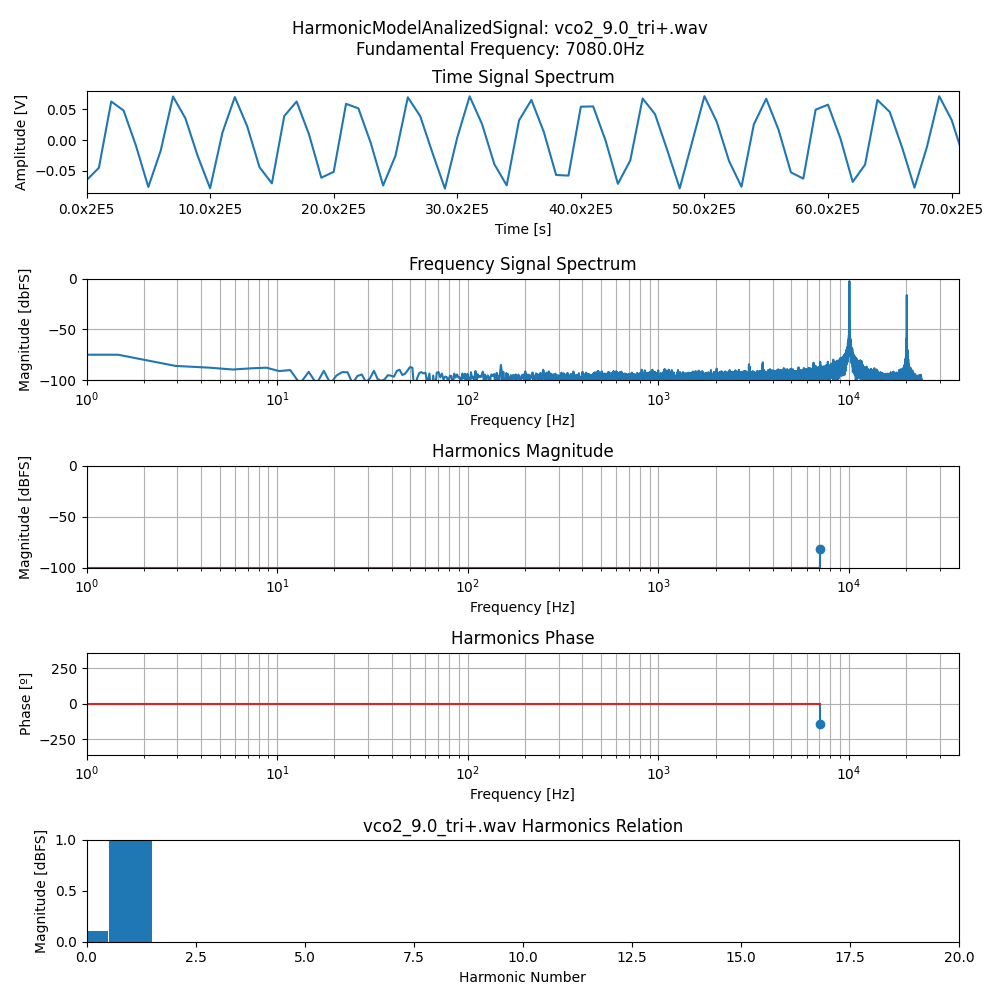 HarmonicModelAnalizedSignal: vco2_9.0_tri+.wav
Fundamental Frequency: 7080.0Hz
Time Signal Spectrum
Amplitude [V]
0.05
0.00
−0.05
0.0x2E5 10.0x2E5 20.0x2E5 30.0x2E5 40.0x2E5 50.0x2E5 60.0x2E5 70.0x2E5
Time [s]
Frequency Signal Spectrum
Magnitude [dbFS]
0
−50
−100
10⁰ 10¹ 10² 10³ 10⁴
Frequency [Hz]
Harmonics Magnitude
Magnitude [dBFS]
0
−50
−100
10⁰ 10¹ 10² 10³ 10⁴
Frequency [Hz]
Harmonics Phase
Phase [º]
250
0
−250
10⁰ 10¹ 10² 10³ 10⁴
Frequency [Hz]
vco2_9.0_tri+.wav Harmonics Relation
Magnitude [dBFS]
1.0
0.5
0.0
0.0 2.5 5.0 7.5 10.0 12.5 15.0 17.5 20.0
Harmonic Number